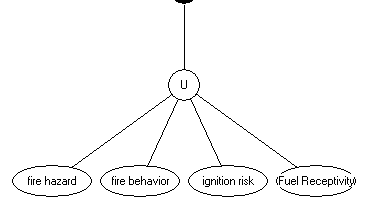 U
fire hazard
fire behavior
ignition risk
(Fuel Receptivity)